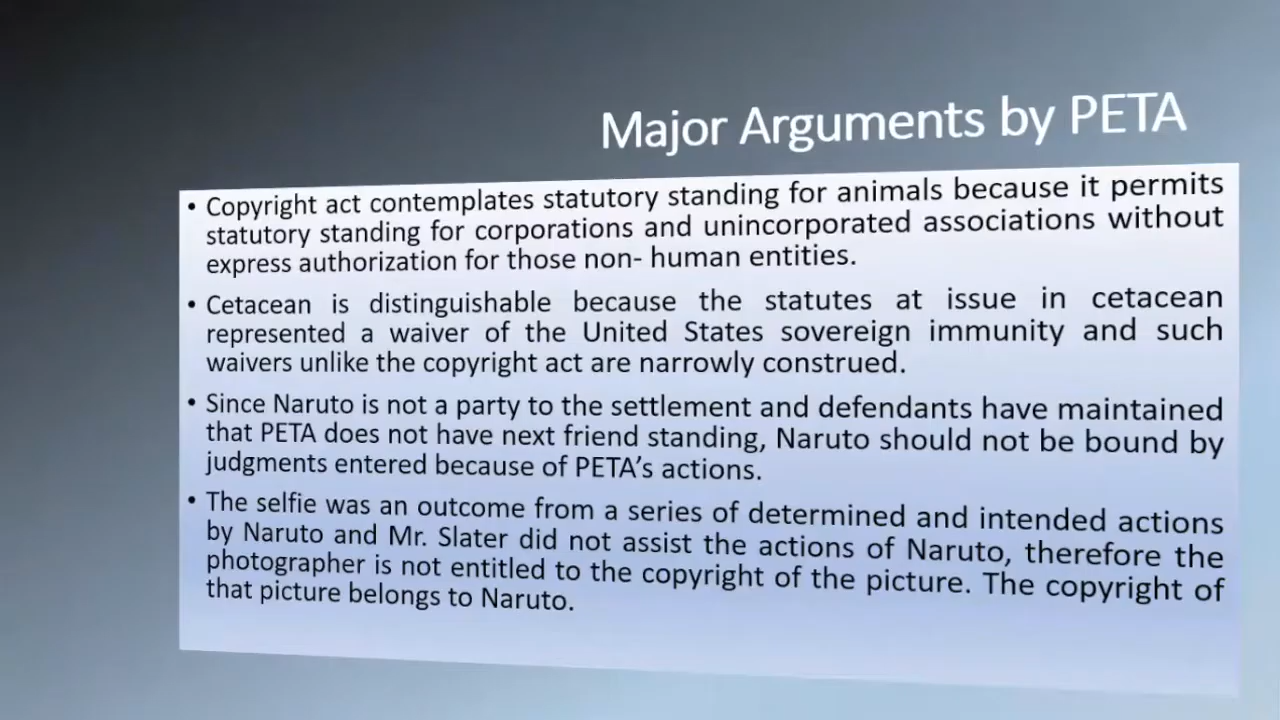 Major Arguments by PETA
• Copyright act contemplates statutory standing for animals because it permits
statutory standing for corporations and unincorporated associations without
express authorization for those non- human entities.
• Cetacean is distinguishable because the statutes at issue in cetacean
represented a waiver of the United States sovereign immunity and such
waivers unlike the copyright act are narrowly construed.
• Since Naruto is not a party to the settlement and defendants have maintained
that PETA does not have next friend standing, Naruto should not be bound by
judgments entered because of PETA’s actions.
• The selfie was an outcome from a series of determined and intended actions
by Naruto and Mr. Slater did not assist the actions of Naruto, therefore the
photographer is not entitled to the copyright of the picture. The copyright of
that picture belongs to Naruto.